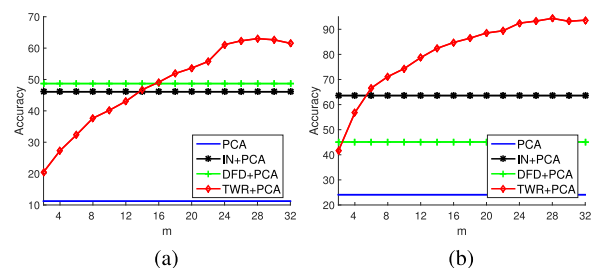 Accuracy
70
60
50
40
30
20
10
4 8 12 16 20 24 28 32
m
PCA
IN+PCA
DFD+PCA
TWR+PCA
(a)
Accuracy
90
80
70
60
50
40
30
20
4 8 12 16 20 24 28 32
m
PCA
IN+PCA
DFD+PCA
TWR+PCA
(b)